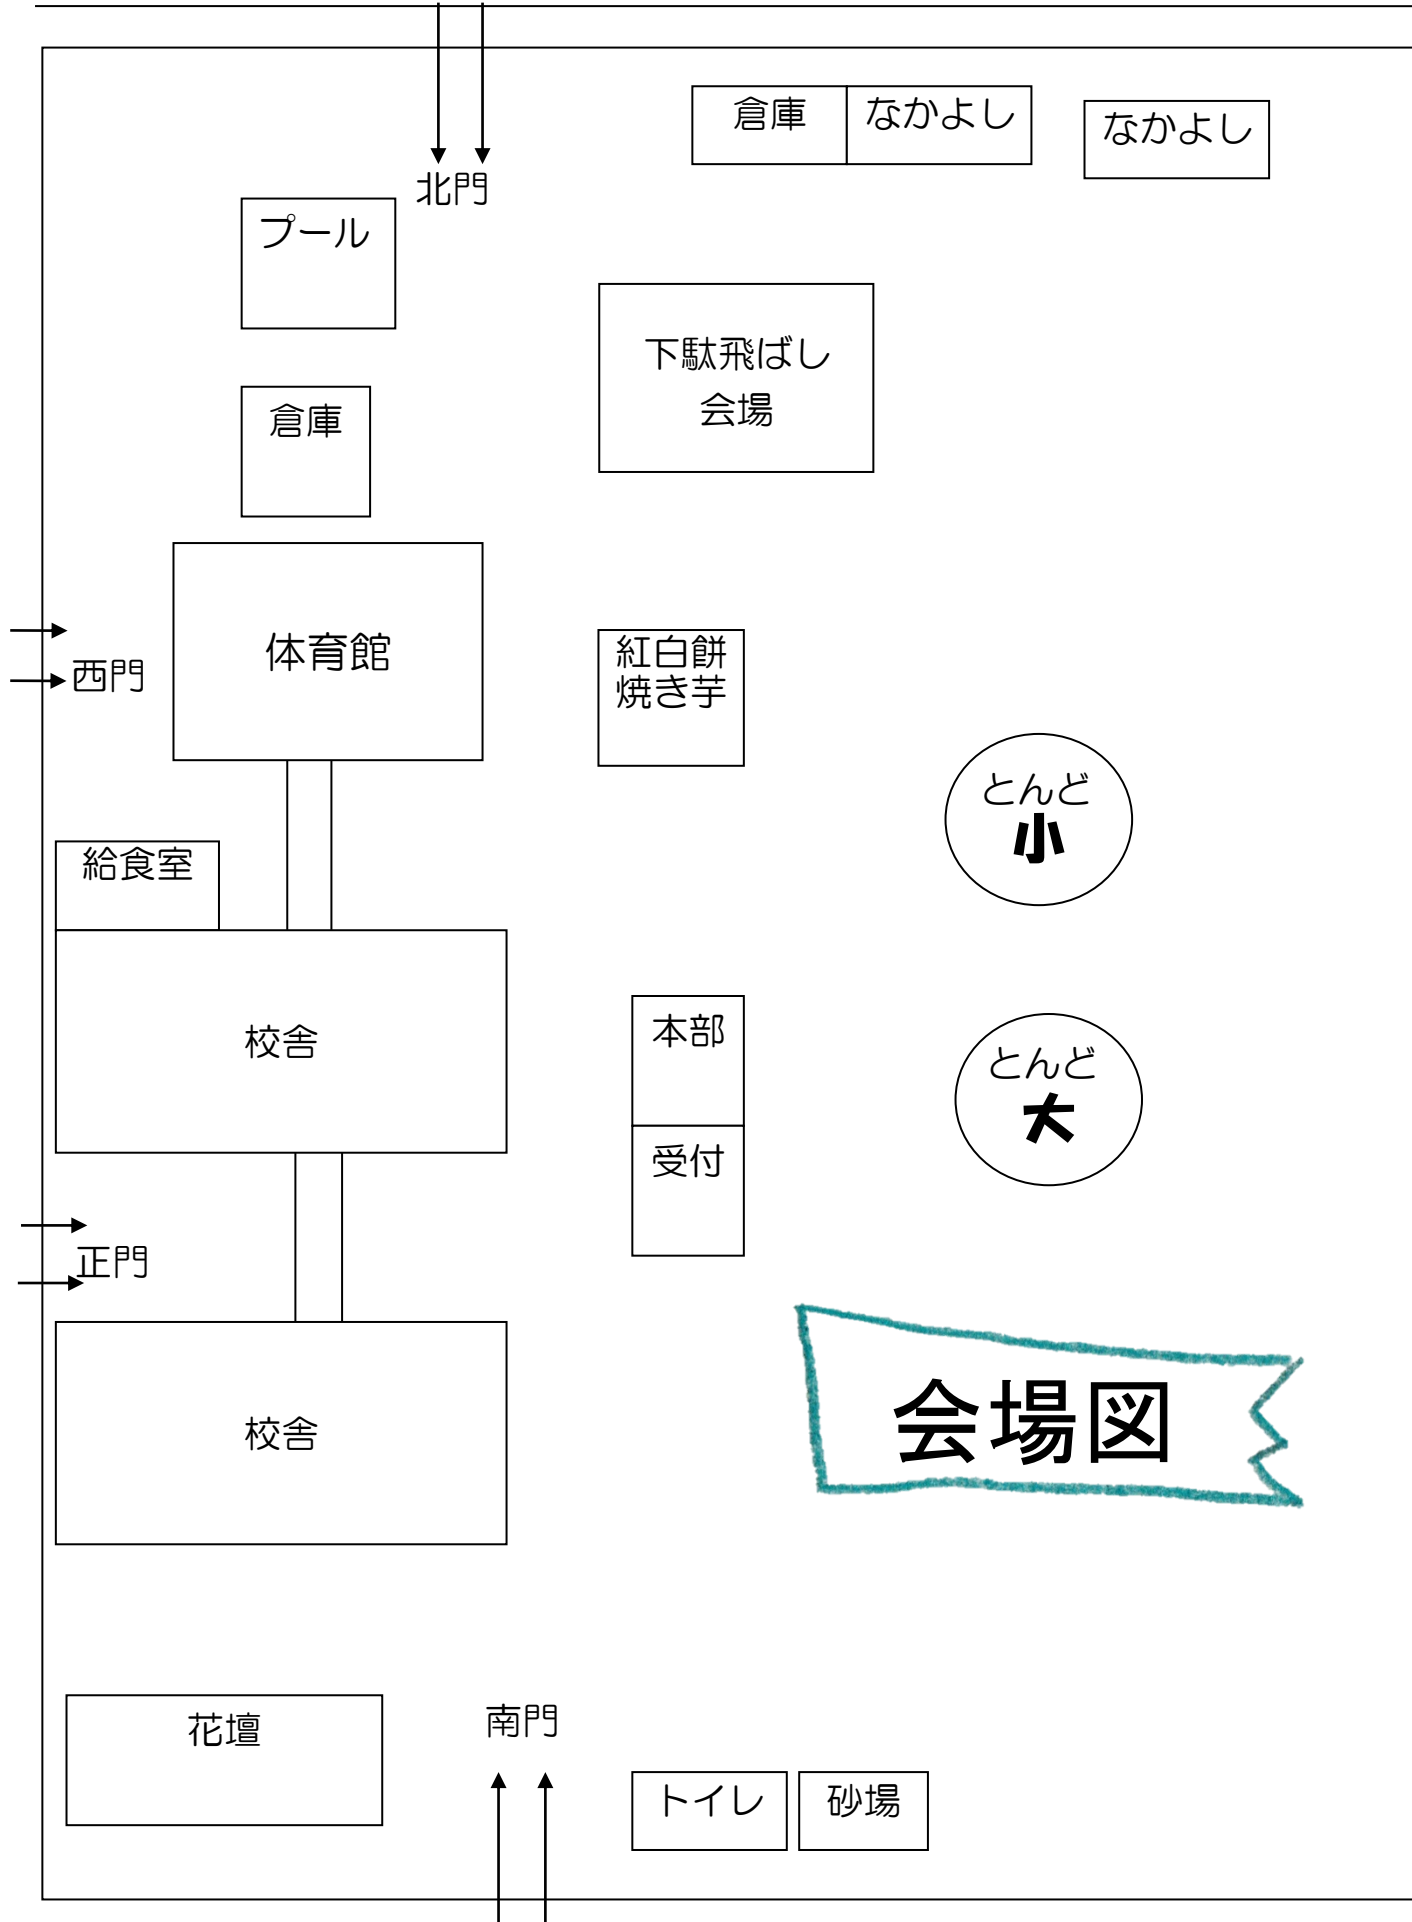 倉庫
なかよし
なかよし
北門
プール
下駄飛ばし
会場
倉庫
体育館
西門
紅白餅
焼き芋
とんど
小
給食室
校舎
本部
とんど
大
受付
正門
会場図
校舎
花壇
南門
トイレ
砂場